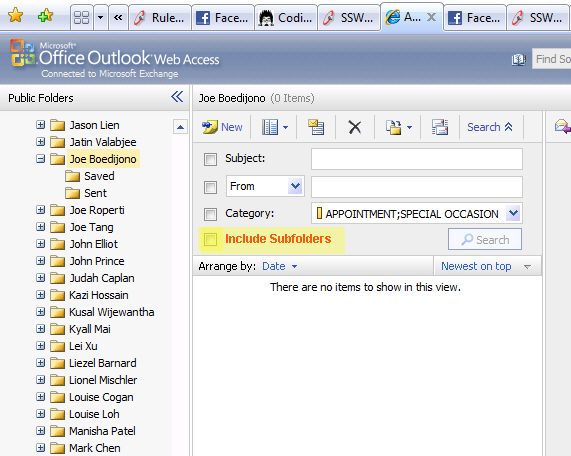 Rule...
Face...
Codi...
SSW...
A...
Face...
SSW...
Microsoft
Office Outlook Web Access
Connected to Microsoft Exchange
Find So
Public Folders
Jason Lien
Jatin Valabjee
Joe Boedijono
Saved
Sent
Joe Roperti
Joe Tang
John Elliot
John Prince
Judah Caplan
Kazi Hossain
Kusal Wijewantha
Kyall Mai
Lei Xu
Liezel Barnard
Lionel Mischler
Louise Cogan
Louise Loh
Manisha Patel
Mark Chen
Joe Boedijono (0 Items)
New
Search
Subject:
From
Category: APPOINTMENT;SPECIAL OCCASION
Include Subfolders Search
Arrange by: Date Newest on top
There are no items to show in this view.